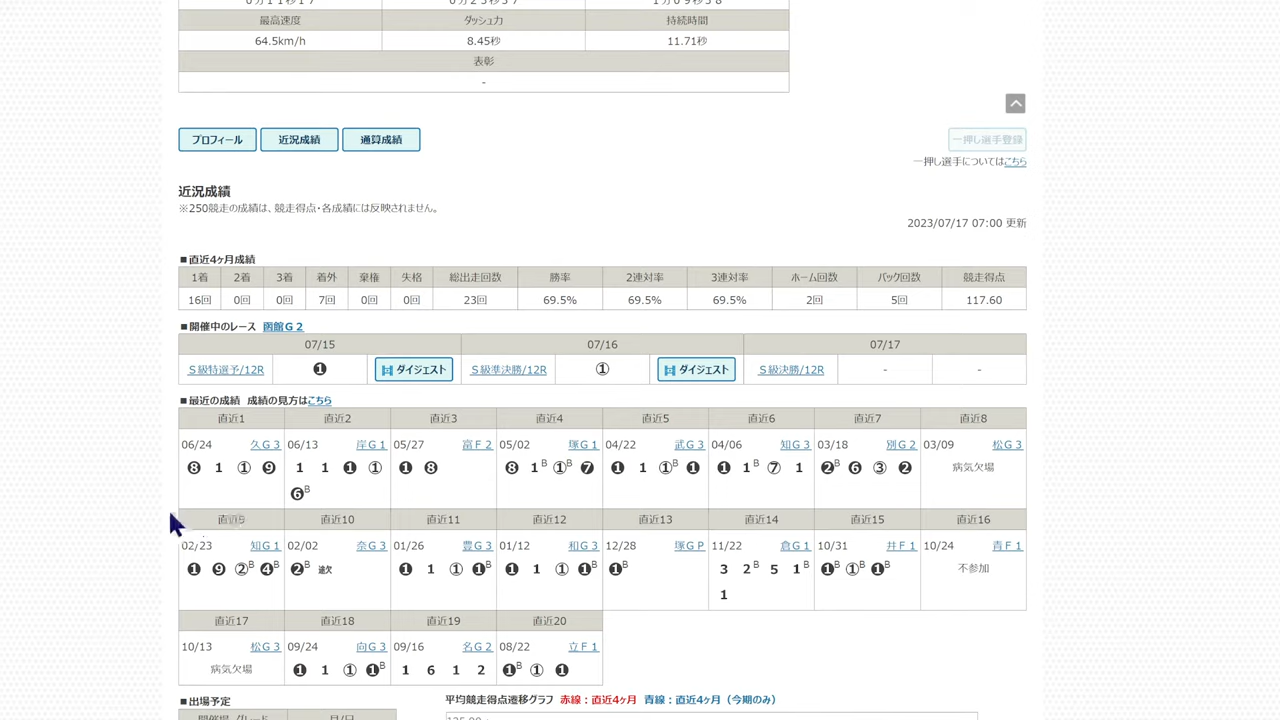 最高速度 ダッシュ力 持続時間
64.5km/h 8.45秒 11.71秒
表彰
-
プロフィール 近況成績 通算成績 一押し選手登録
一押し選手についてはこちら
近況成績
※250競走の成績は、競走得点・各成績には反映されません。
2023/07/17 07:00 更新
■直近4ヶ月成績
1着 2着 3着 着外 棄権 失格 総出走回数 勝率 2連対率 3連対率 ホーム回数 バック回数 競走得点
16回 0回 0回 7回 0回 0回 23回 69.5% 69.5% 69.5% 2回 5回 117.60
■開催中のレース 函館G2
07/15 07/16 07/17
S級特選予/12R ❶ ダイジェスト S級準決勝/12R ① ダイジェスト S級決勝/12R - -
■最近の成績 成績の見方はこちら
直近1 直近2 直近3 直近4 直近5 直近6 直近7 直近8
06/24 久G3 06/13 岸G1 05/27 富F2 05/02 塚G1 04/22 武G3 04/06 知G3 03/18 別G2 03/09 松G3
❽ 1 ① ❾ 1 1 ❶ ① ❶ ❽ ❽ 1B ①B ❼ ❶ 1 ①B ❶ ❶ 1B ⑦ 1 ❷B ❻ ③ ❷ 病気欠場
❻B
直近9 直近10 直近11 直近12 直近13 直近14 直近15 直近16
02/23 知G1 02/02 奈G3 01/26 豊G3 01/12 和G3 12/28 塚GP 11/22 倉G1 10/31 井F1 10/24 青F1
❶ ❾ ②B ❹B ❷B 途欠 ❶ 1 ① ❶B ❶ 1 ① ❶B ❶B 3 2B 5 1B ❶B ①B ❶B 不参加
1
直近17 直近18 直近19 直近20
10/13 松G3 09/24 向G3 09/16 名G2 08/22 立F1
病気欠場 ❶ 1 ① ❶B 1 6 1 2 ❶B ① ❶
■出場予定 平均競走得点遷移グラフ 赤線：直近4ヶ月 青線：直近4ヶ月（今期のみ）